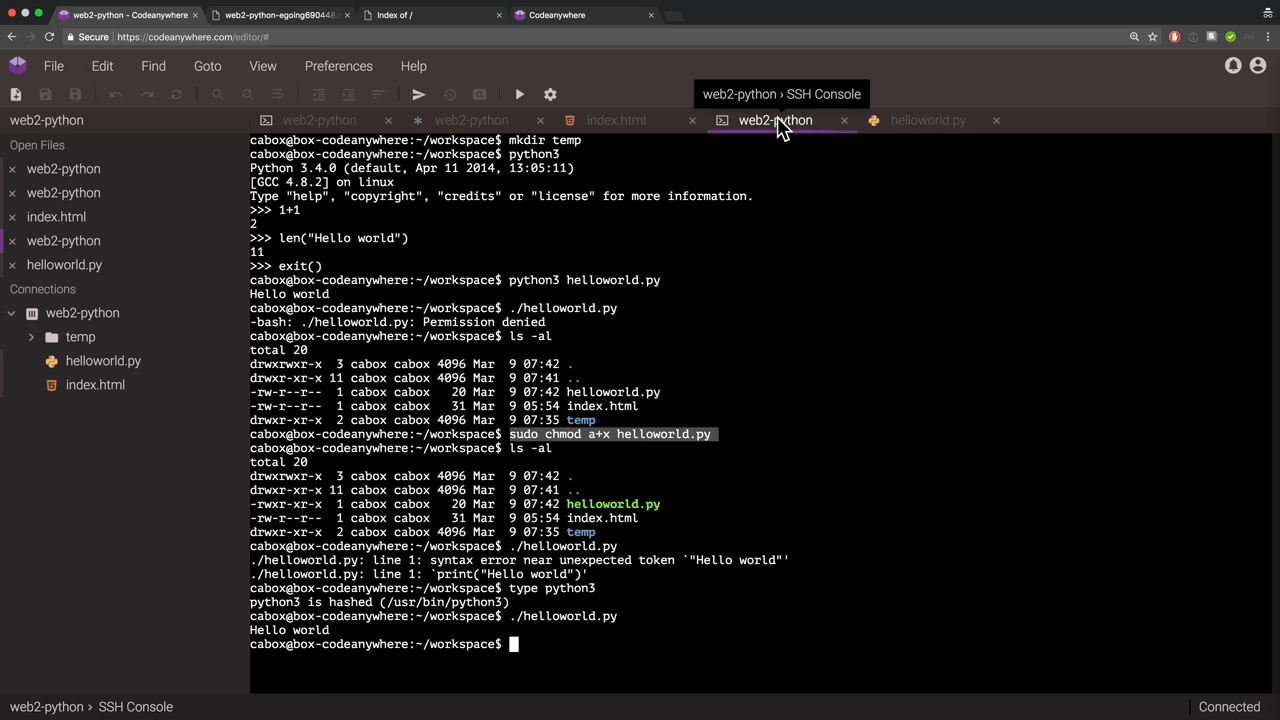 web2-python - Codeanywhere
web2-python-egoing690448.
Index of /
Codeanywhere
Secure
https://codeanywhere.com/editor/#
File
Edit
Find
Goto
View
Preferences
Help
web2-python › SSH Console
web2-python
web2-python
web2-python
index.html
web2-python
helloworld.py
Open Files
web2-python
web2-python
index.html
web2-python
helloworld.py
Connections
web2-python
temp
helloworld.py
index.html
cabox@box-codeanywhere:~/workspace$ mkdir temp
cabox@box-codeanywhere:~/workspace$ python3
Python 3.4.0 (default, Apr 11 2014, 13:05:11)
[GCC 4.8.2] on linux
Type "help", "copyright", "credits" or "license" for more information.
>>> 1+1
2
>>> len("Hello world")
11
>>> exit()
cabox@box-codeanywhere:~/workspace$ python3 helloworld.py
Hello world
cabox@box-codeanywhere:~/workspace$ ./helloworld.py
-bash: ./helloworld.py: Permission denied
cabox@box-codeanywhere:~/workspace$ ls -al
total 20
drwxrwxr-x  3 cabox cabox 4096 Mar  9 07:42 .
drwxr-xr-x 11 cabox cabox 4096 Mar  9 07:41 ..
-rw-r--r--  1 cabox cabox   20 Mar  9 07:42 helloworld.py
-rw-r--r--  1 cabox cabox   31 Mar  9 05:54 index.html
drwxr-xr-x  2 cabox cabox 4096 Mar  9 07:35 temp
cabox@box-codeanywhere:~/workspace$ sudo chmod a+x helloworld.py
cabox@box-codeanywhere:~/workspace$ ls -al
total 20
drwxrwxr-x  3 cabox cabox 4096 Mar  9 07:42 .
drwxr-xr-x 11 cabox cabox 4096 Mar  9 07:41 ..
-rwxr-xr-x  1 cabox cabox   20 Mar  9 07:42 helloworld.py
-rw-r--r--  1 cabox cabox   31 Mar  9 05:54 index.html
drwxr-xr-x  2 cabox cabox 4096 Mar  9 07:35 temp
cabox@box-codeanywhere:~/workspace$ ./helloworld.py
./helloworld.py: line 1: syntax error near unexpected token `"Hello world"'
./helloworld.py: line 1: `print("Hello world")'
cabox@box-codeanywhere:~/workspace$ type python3
python3 is hashed (/usr/bin/python3)
cabox@box-codeanywhere:~/workspace$ ./helloworld.py
Hello world
cabox@box-codeanywhere:~/workspace$
web2-python › SSH Console
Connected